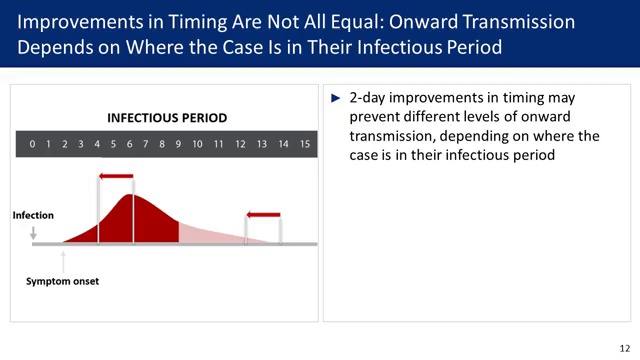 Improvements in Timing Are Not All Equal: Onward Transmission
Depends on Where the Case Is in Their Infectious Period
INFECTIOUS PERIOD
0 1 2 3 4 5 6 7 8 9 10 11 12 13 14 15
Infection
Symptom onset
► 2-day improvements in timing may
prevent different levels of onward
transmission, depending on where the
case is in their infectious period
12